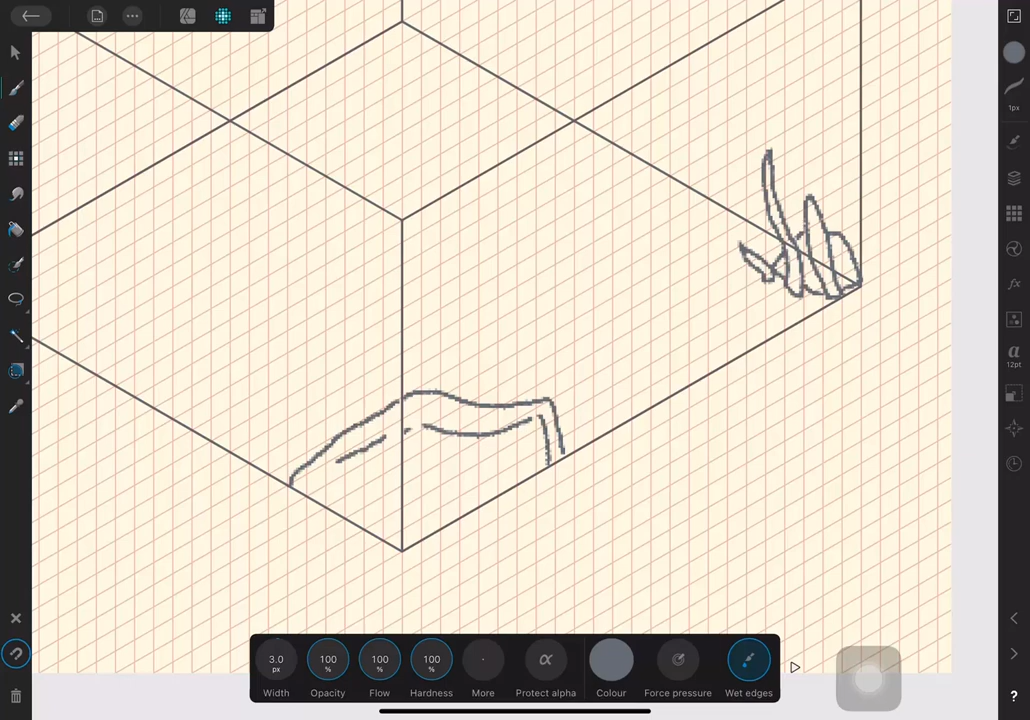 1px
a
12pt
fx
3.0 px
100 %
100 %
100 %
α
Width
Opacity
Flow
Hardness
More
Protect alpha
Colour
Force pressure
Wet edges
?